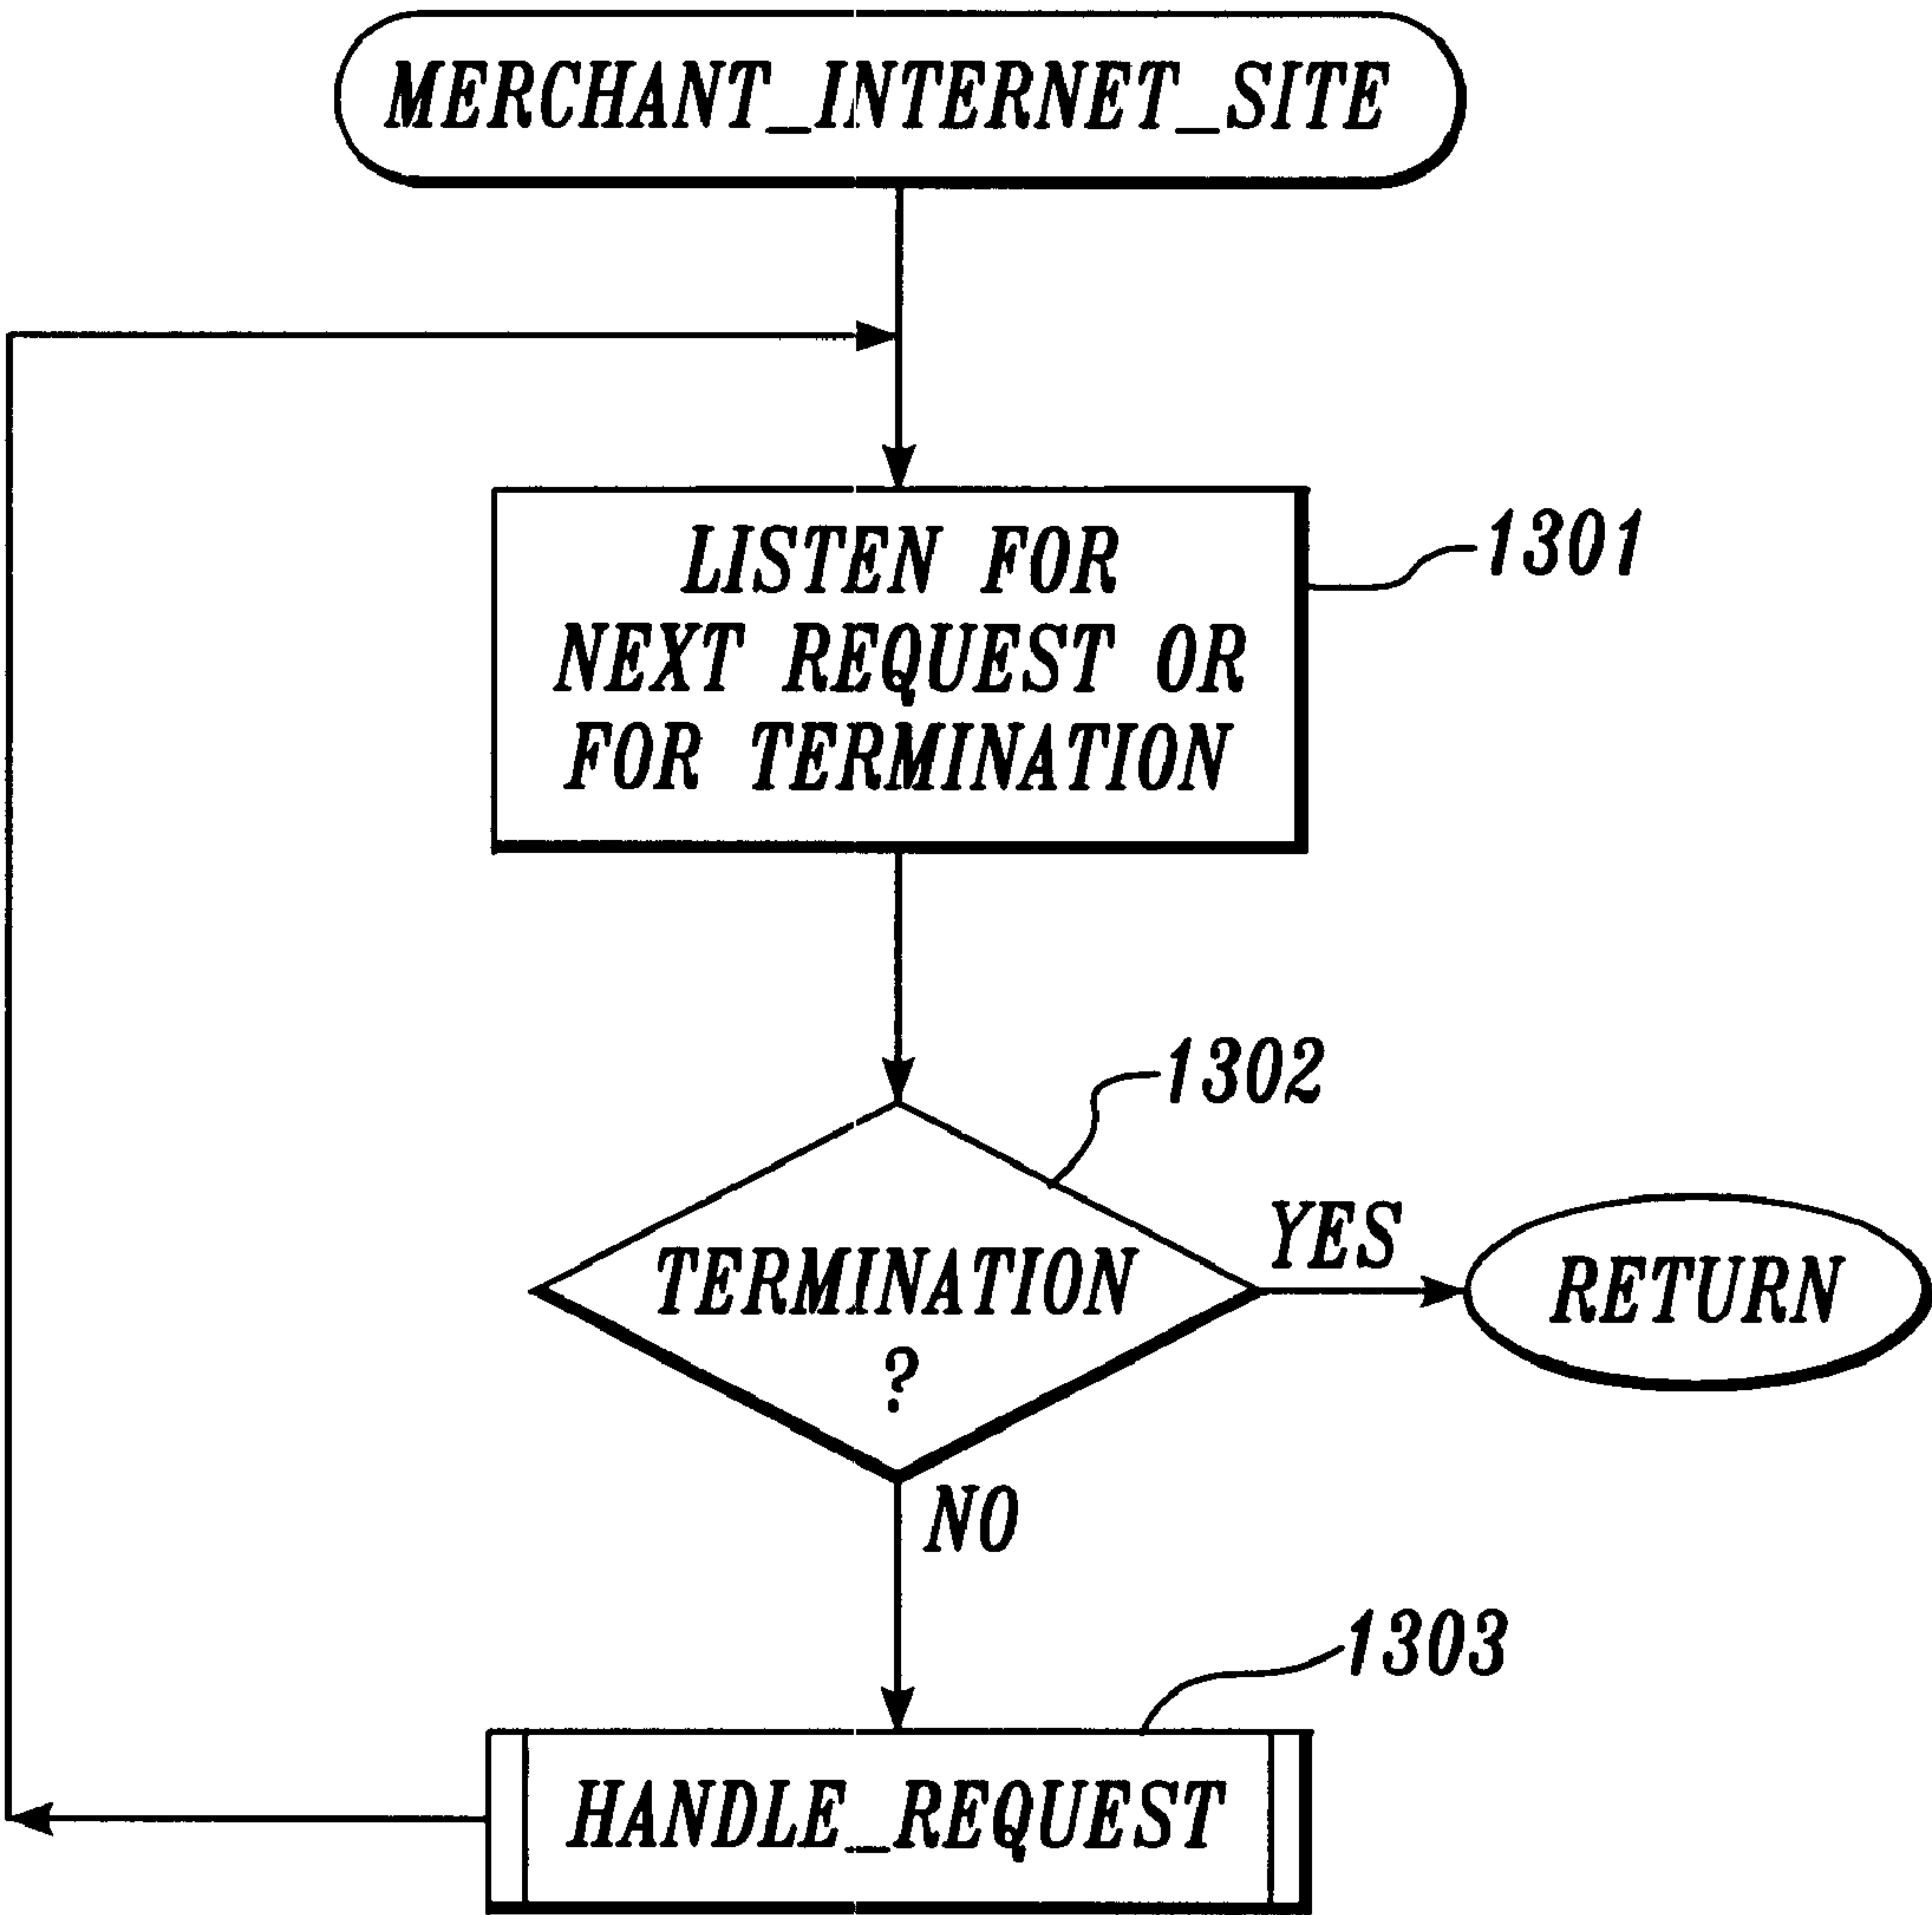 MERCHANT_INTERNET_SITE
LISTEN FOR
NEXT REQUEST OR
FOR TERMINATION
1301
1302
TERMINATION
?
YES
RETURN
NO
1303
HANDLE_REQUEST